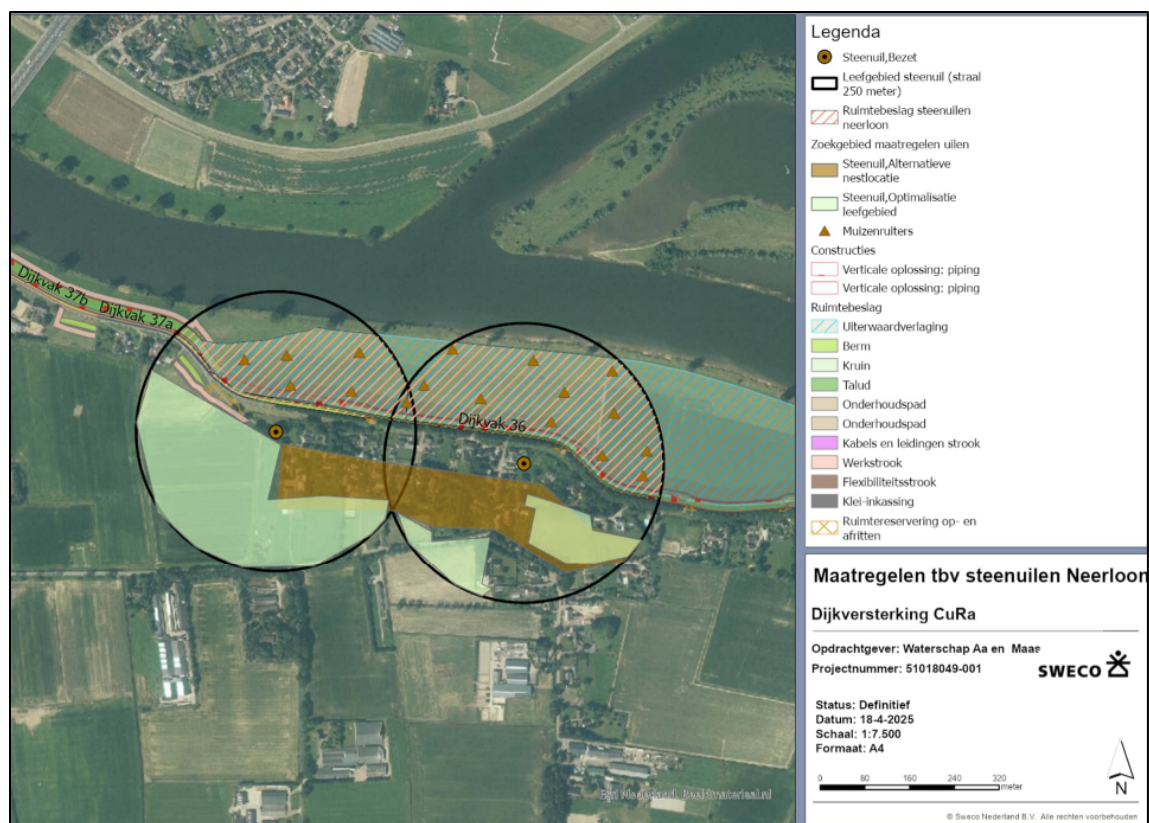 Dijkvak 37b
Dijkvak 37a
Dijkvak 36
Esri Nederland, Beeldmateriaal.nl
Legenda
Steenuil,Bezet
Leefgebied steenuil (straal
250 meter)
Ruimtebeslag steenuilen
neerloon
Zoekgebied maatregelen uilen
Steenuil,Alternatieve
nestlocatie
Steenuil,Optimalisatie
leefgebied
Muizenruiters
Constructies
Verticale oplossing: piping
Verticale oplossing: piping
Ruimtebeslag
Uiterwaardverlaging
Berm
Kruin
Talud
Onderhoudspad
Onderhoudspad
Kabels en leidingen strook
Werkstrook
Flexibiliteitsstrook
Klei-inkassing
Ruimtereservering op- en
afritten
Maatregelen tbv steenuilen Neerloon
Dijkversterking CuRa
Opdrachtgever: Waterschap Aa en Maas
Projectnummer: 51018049-001
SWECO
Status: Definitief
Datum: 18-4-2025
Schaal: 1:7.500
Formaat: A4
0 80 160 240 320
meter
N
© Sweco Nederland B.V. Alle rechten voorbehouden